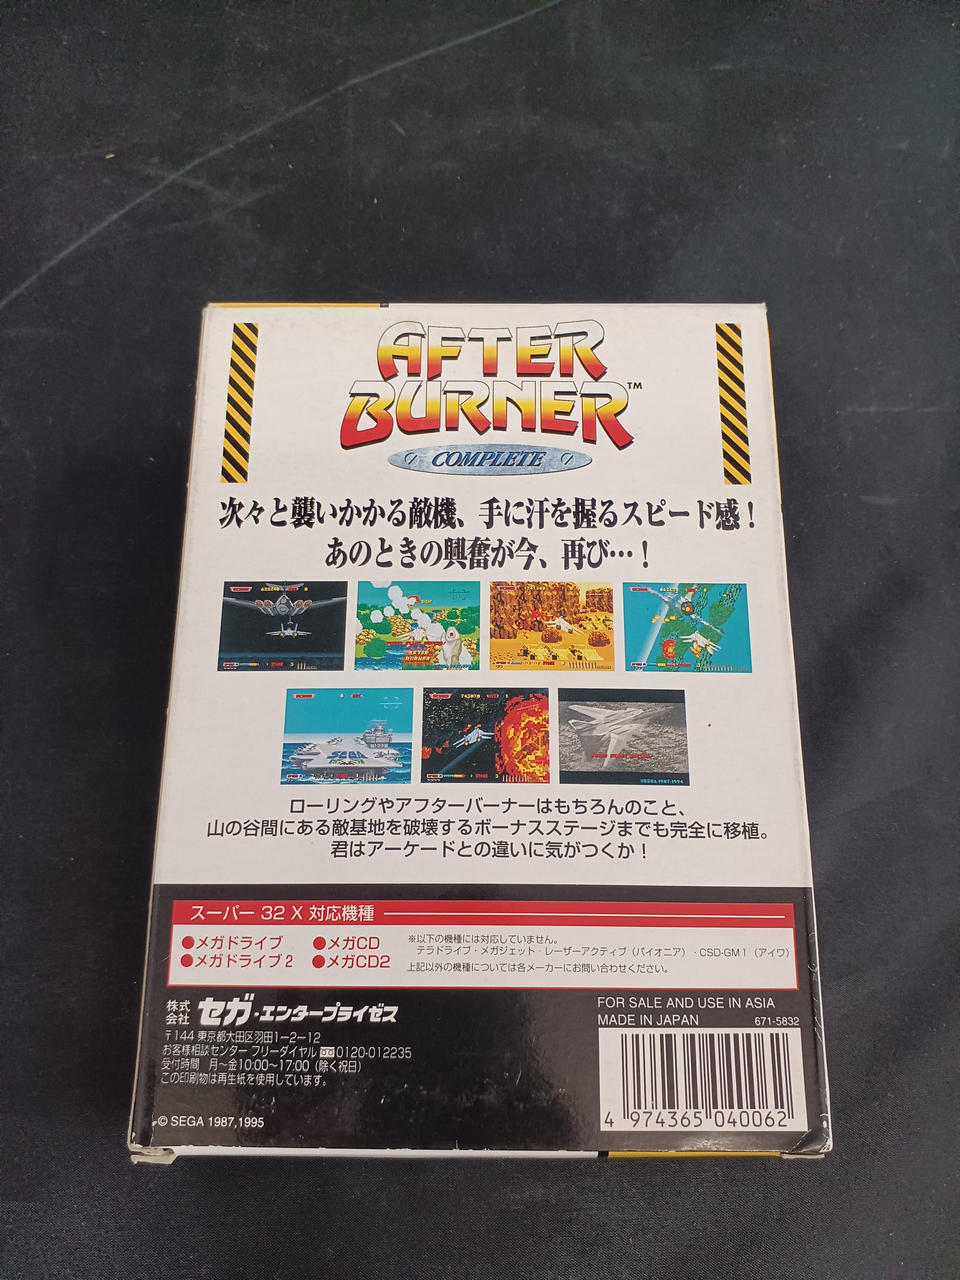 AFTER
BURNER™
COMPLETE
次々と襲いかかる敵機、手に汗を握るスピード感！
あのときの興奮が今、再び…！
ローリングやアフターバーナーはもちろんのこと、
山の谷間にある敵基地を破壊するボーナスステージまでも完全に移植。
君はアーケードとの違いに気がつくか！
スーパー 32 X 対応機種
●メガドライブ ●メガCD
●メガドライブ2 ●メガCD2
※以下の機種には対応していません。
テラドライブ・メガジェット・レーザーアクティブ（パイオニア）・CSD-GM1（アイワ）
上記以外の機種については各メーカーにお問い合わせください。
株式会社 セガ・エンタープライゼス
〒144 東京都大田区羽田1-2-12
お客様相談センター フリーダイヤル 0120-012235
受付時間 月〜金10:00〜17:00（除く祝日）
この印刷物は再生紙を使用しています。
© SEGA 1987,1995
FOR SALE AND USE IN ASIA
MADE IN JAPAN 671-5832
4 974365 040062